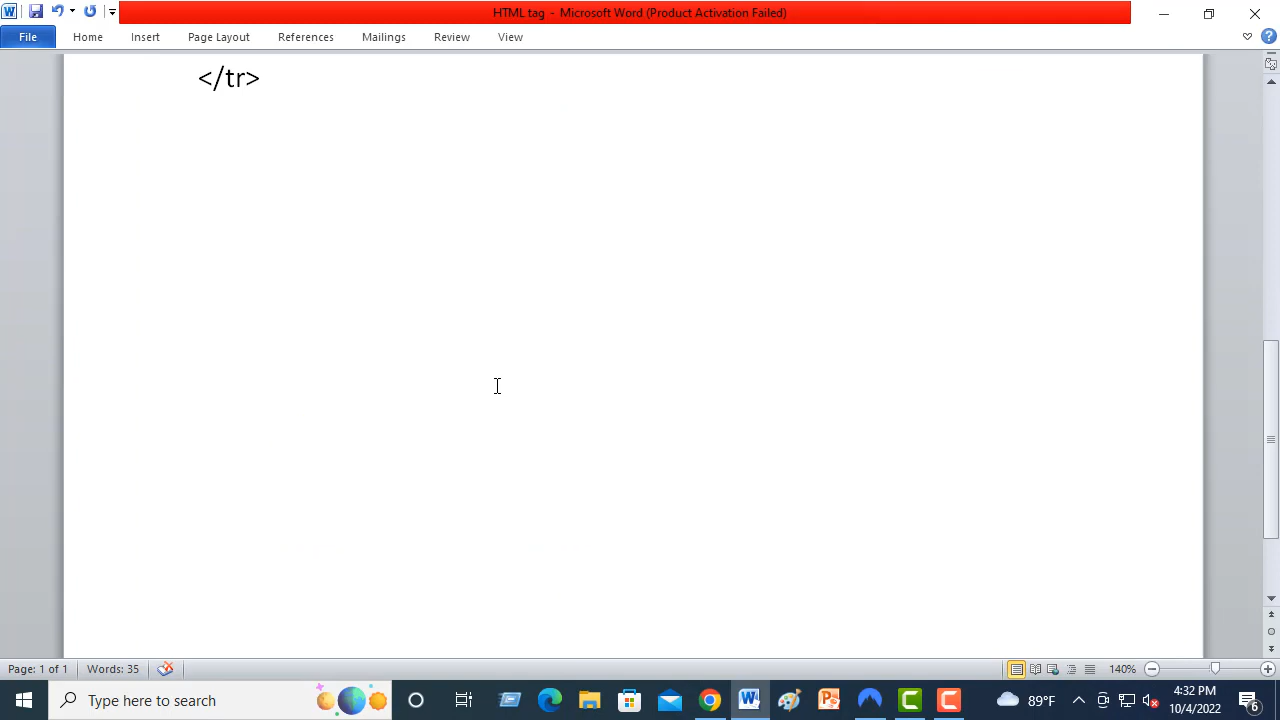 HTML tag - Microsoft Word (Product Activation Failed)
File Home Insert Page Layout References Mailings Review View
</tr>
Page: 1 of 1 Words: 35 140%
Type here to search 89°F 4:32 PM
10/4/2022 6